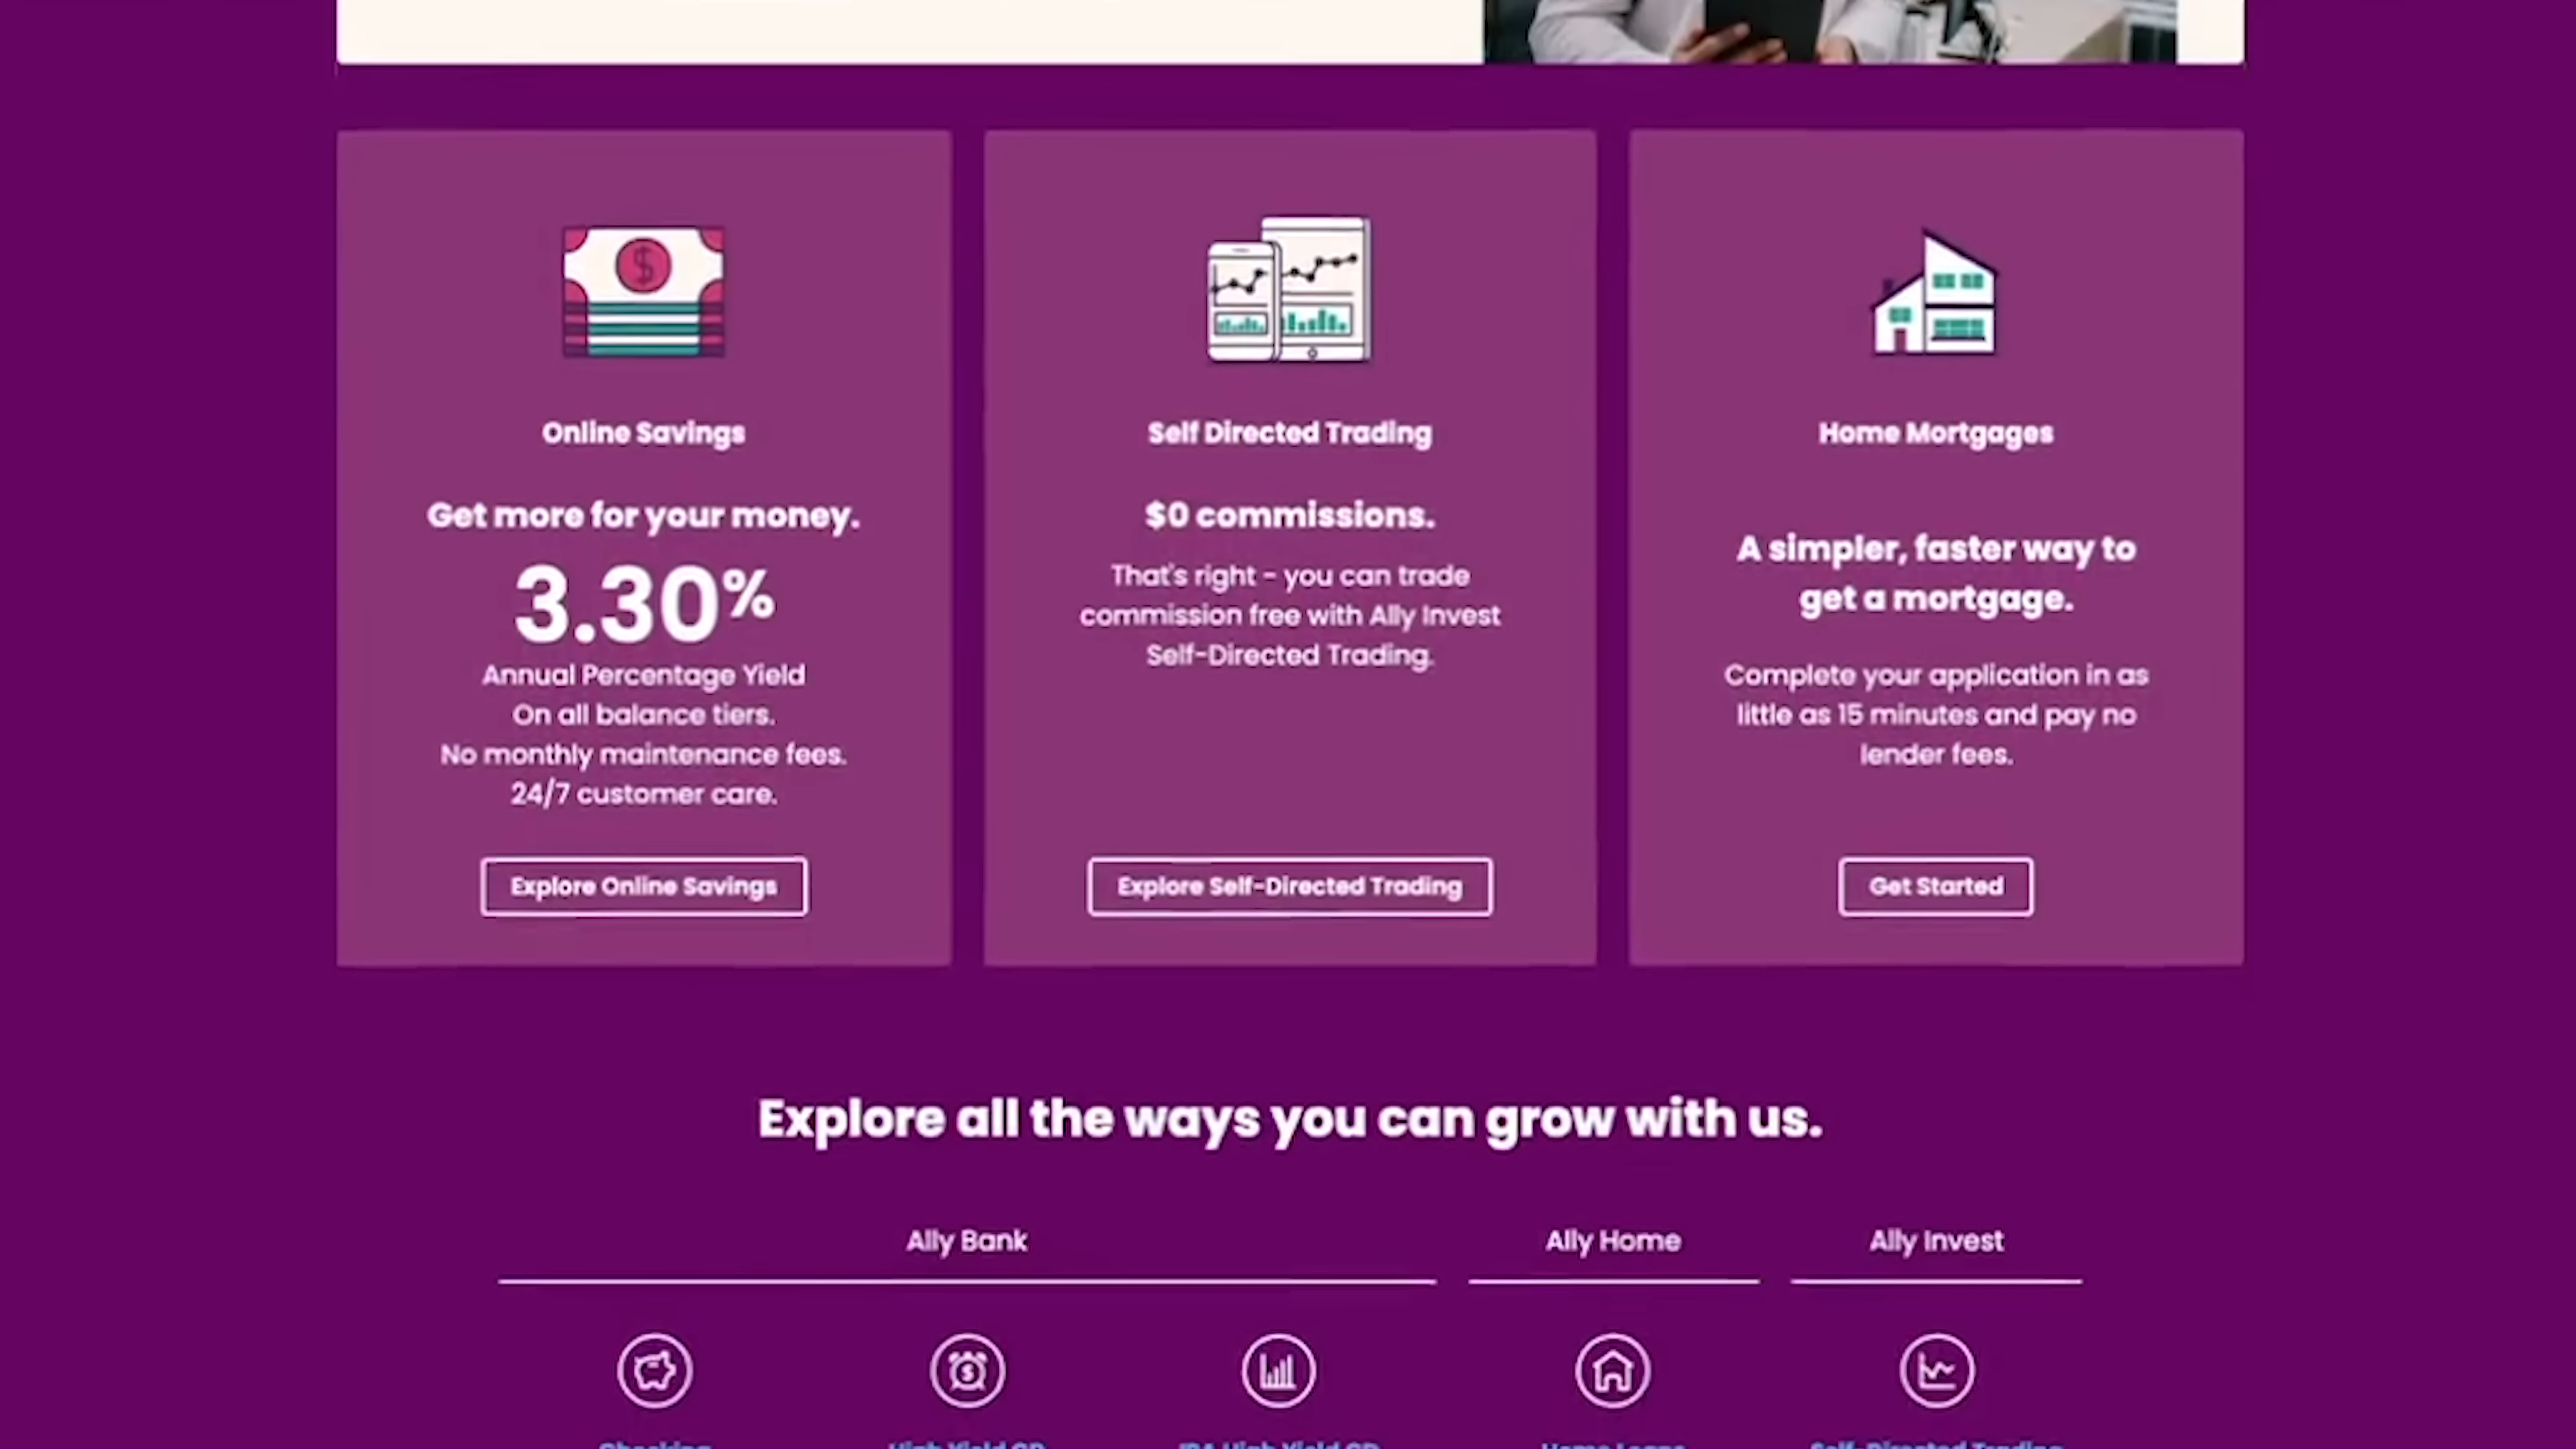 Online Savings
Get more for your money.
3.30%
Annual Percentage Yield
On all balance tiers.
No monthly maintenance fees.
24/7 customer care.
Explore Online Savings
Self Directed Trading
$0 commissions.
That's right - you can trade
commission free with Ally Invest
Self-Directed Trading.
Explore Self-Directed Trading
Home Mortgages
A simpler, faster way to
get a mortgage.
Complete your application in as
little as 15 minutes and pay no
lender fees.
Get Started
Explore all the ways you can grow with us.
Ally Bank
Ally Home
Ally Invest